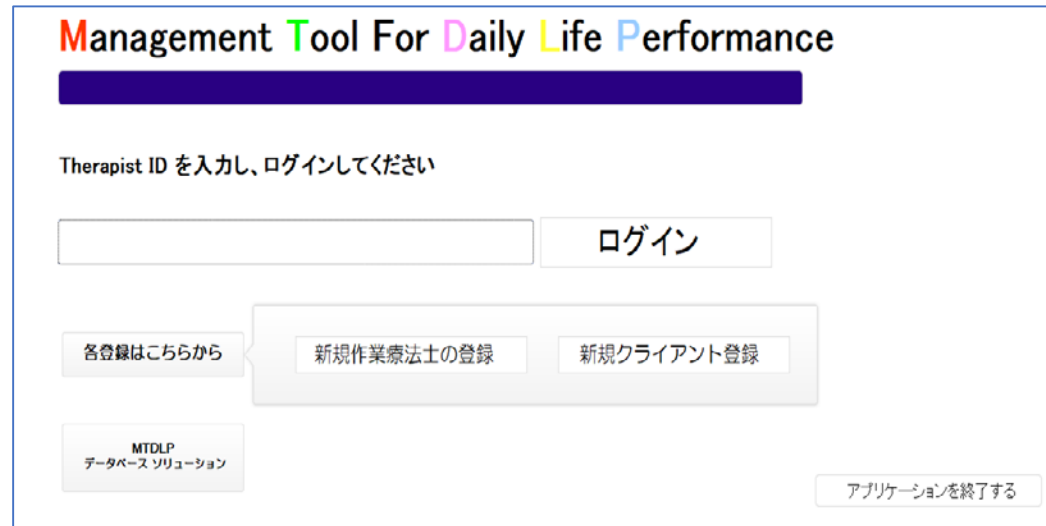 Management Tool For Daily Life Performance
Therapist ID を入力し、ログインしてください
ログイン
各登録はこちらから
新規作業療法士の登録
新規クライアント登録
MTDLP
データベース ソリューション
アプリケーションを終了する